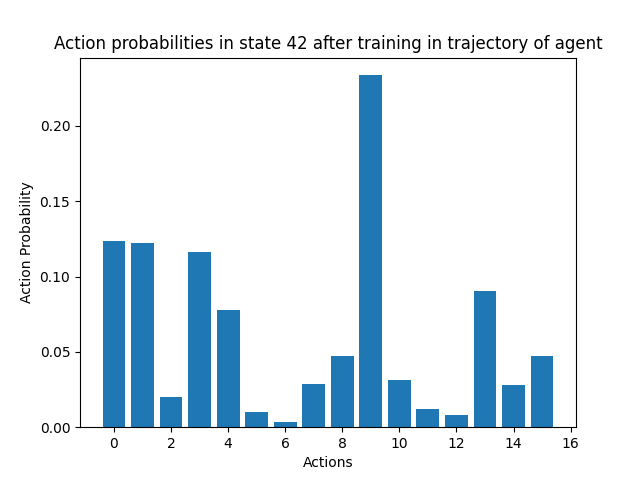 Action probabilities in state 42 after training in trajectory of agent
0.20
0.15
0.10
0.05
0.00
Action Probability
0 2 4 6 8 10 12 14 16
Actions